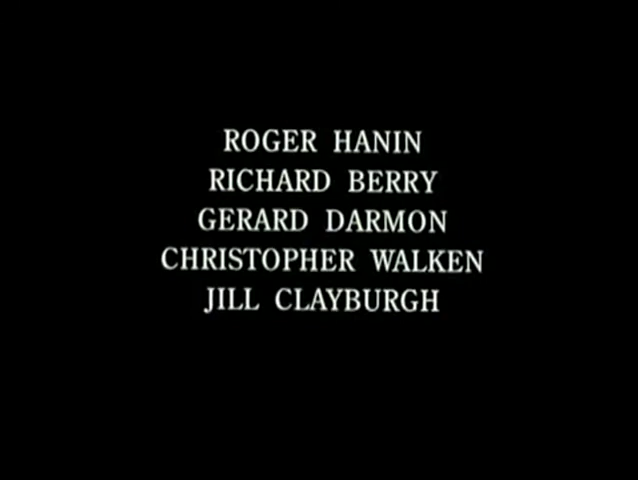 ROGER HANIN
RICHARD BERRY
GERARD DARMON
CHRISTOPHER WALKEN
JILL CLAYBURGH